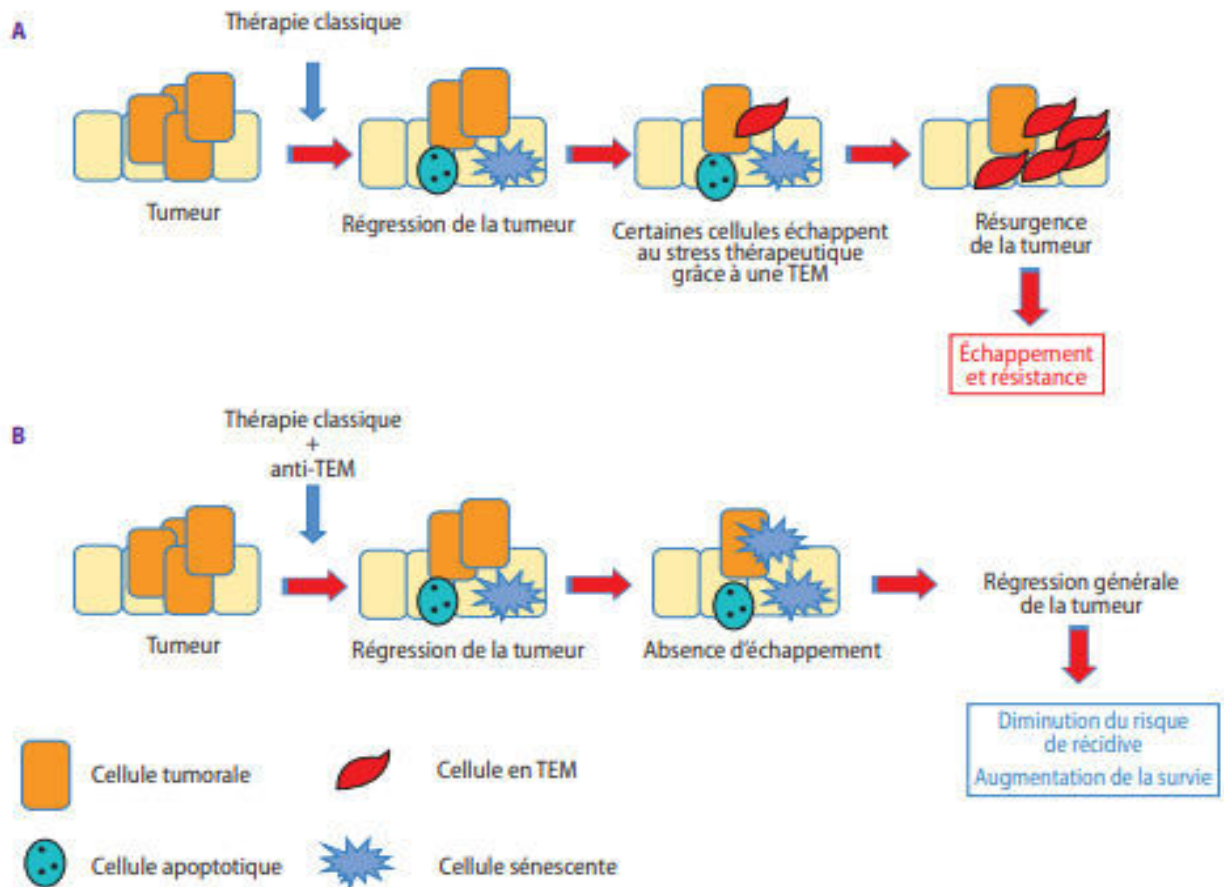 A
Thérapie classique
Tumeur
Régression de la tumeur
Certaines cellules échappent
au stress thérapeutique
grâce à une TEM
Résurgence
de la tumeur
Échappement
et résistance
B
Thérapie classique
+
anti-TEM
Tumeur
Régression de la tumeur
Absence d'échappement
Régression générale
de la tumeur
Diminution du risque
de récidive
Augmentation de la survie
Cellule tumorale
Cellule en TEM
Cellule apoptotique
Cellule sénescente